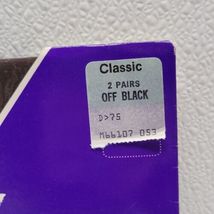 Classic
2 PAIRS
OFF BLACK
D>75
M66107 053